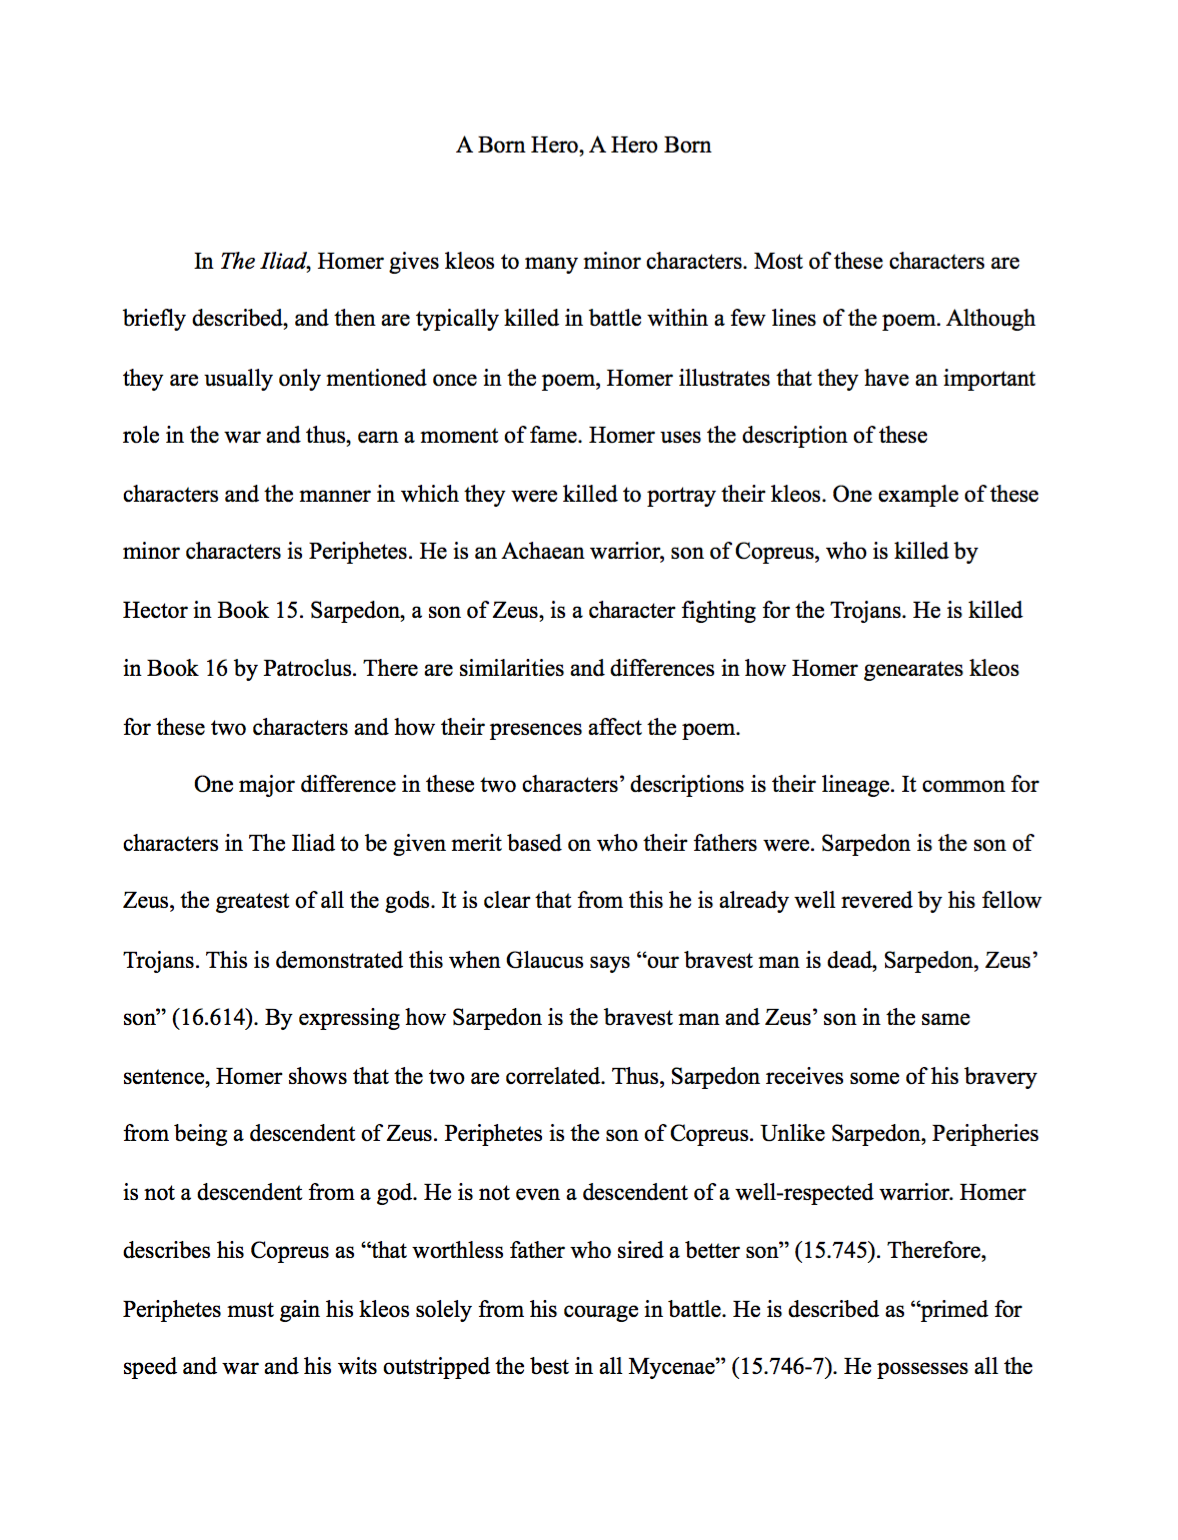 A Born Hero, A Hero Born
In The Iliad, Homer gives kleos to many minor characters. Most of these characters are
briefly described, and then are typically killed in battle within a few lines of the poem. Although
they are usually only mentioned once in the poem, Homer illustrates that they have an important
role in the war and thus, earn a moment of fame. Homer uses the description of these
characters and the manner in which they were killed to portray their kleos. One example of these
minor characters is Periphetes. He is an Achaean warrior, son of Copreus, who is killed by
Hector in Book 15. Sarpedon, a son of Zeus, is a character fighting for the Trojans. He is killed
in Book 16 by Patroclus. There are similarities and differences in how Homer genearates kleos
for these two characters and how their presences affect the poem.
One major difference in these two characters’ descriptions is their lineage. It common for
characters in The Iliad to be given merit based on who their fathers were. Sarpedon is the son of
Zeus, the greatest of all the gods. It is clear that from this he is already well revered by his fellow
Trojans. This is demonstrated this when Glaucus says “our bravest man is dead, Sarpedon, Zeus’
son” (16.614). By expressing how Sarpedon is the bravest man and Zeus’ son in the same
sentence, Homer shows that the two are correlated. Thus, Sarpedon receives some of his bravery
from being a descendent of Zeus. Periphetes is the son of Copreus. Unlike Sarpedon, Peripheries
is not a descendent from a god. He is not even a descendent of a well-respected warrior. Homer
describes his Copreus as “that worthless father who sired a better son” (15.745). Therefore,
Periphetes must gain his kleos solely from his courage in battle. He is described as “primed for
speed and war and his wits outstripped the best in all Mycenae” (15.746-7). He possesses all the